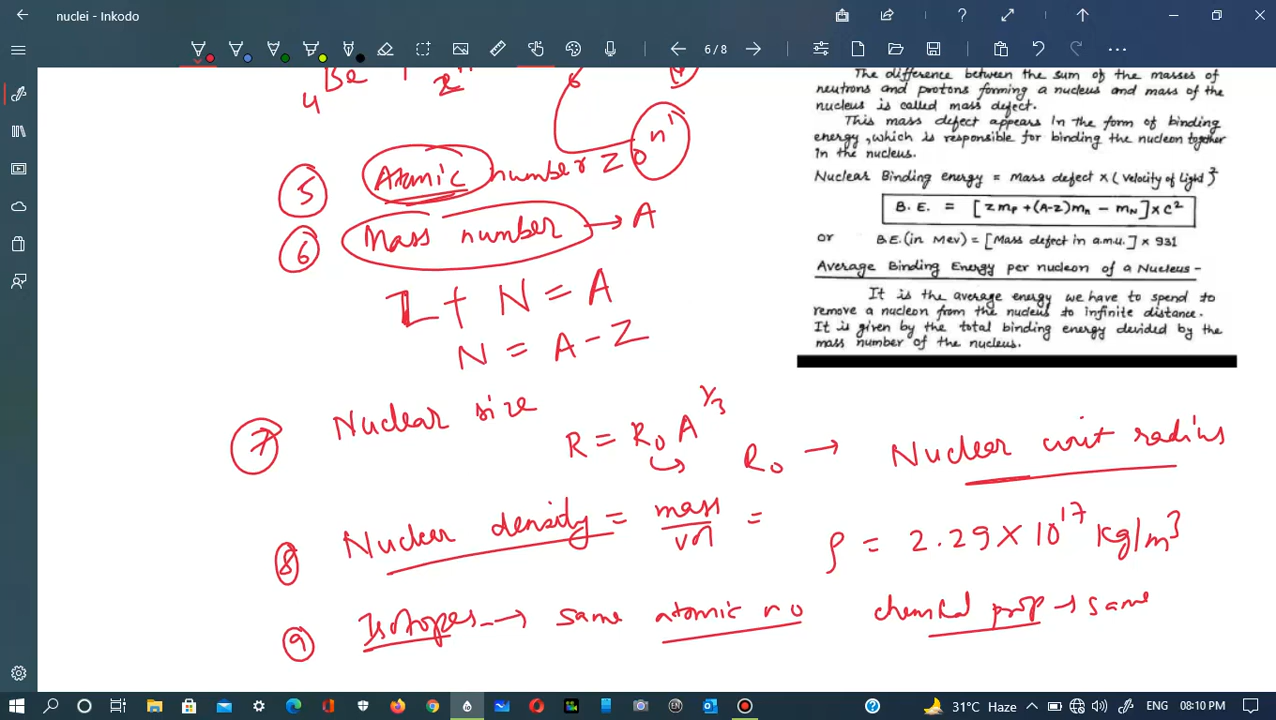 nuclei - Inkodo
6 / 8
4 Be
0 n 1
5 Atomic number Z
6 Mass number → A
Z + N = A
N = A - Z
7 Nuclear size
R = R0 A 1/3
R0 → Nuclear unit radius
8 Nuclear density = mass / vol =
ρ = 2.29 × 10 17 kg/m3
9 Isotopes → same atomic no chemical prop → same
The difference between the sum of the masses of
neutrons and protons forming a nucleus and mass of the
nucleus is called mass defect.
This mass defect appears in the form of binding
energy, which is responsible for binding the nucleon together
in the nucleus.
Nuclear Binding energy = Mass defect × (Velocity of Light)2
B.E. = [Zmp + (A-Z)mn - mN] × c2
or B.E.(in Mev) = [Mass defect in a.m.u.] × 931
Average Binding Energy per nucleon of a Nucleus-
It is the average energy we have to spend to
remove a nucleon from the nucleus to infinite distance.
It is given by the total binding energy devided by the
mass number of the nucleus.
31°C Haze
ENG
08:10 PM